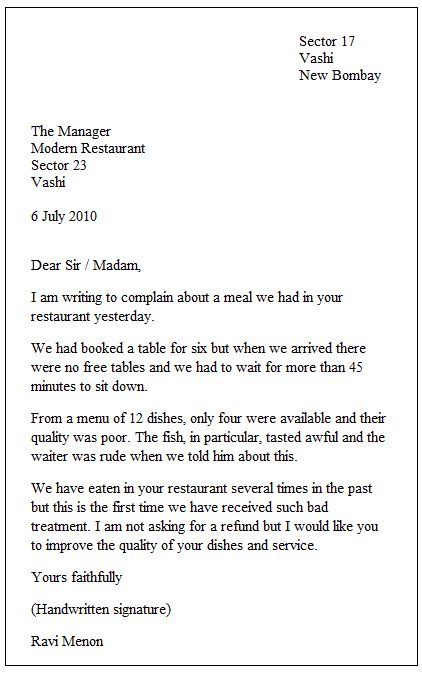 Sector 17
Vashi
New Bombay
The Manager
Modern Restaurant
Sector 23
Vashi
6 July 2010
Dear Sir / Madam,
I am writing to complain about a meal we had in your
restaurant yesterday.
We had booked a table for six but when we arrived there
were no free tables and we had to wait for more than 45
minutes to sit down.
From a menu of 12 dishes, only four were available and their
quality was poor. The fish, in particular, tasted awful and the
waiter was rude when we told him about this.
We have eaten in your restaurant several times in the past
but this is the first time we have received such bad
treatment. I am not asking for a refund but I would like you
to improve the quality of your dishes and service.
Yours faithfully
(Handwritten signature)
Ravi Menon